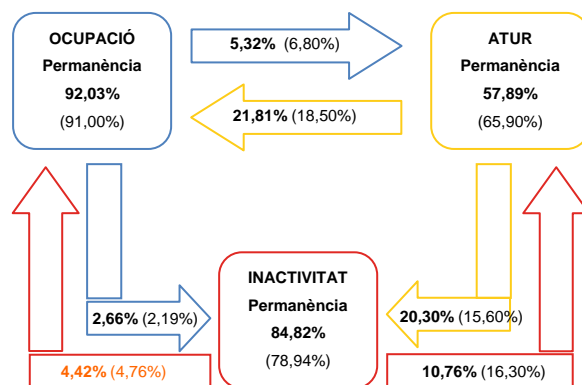 OCUPACIÓ
Permanència
92,03%
(91,00%)
5,32% (6,80%)
21,81% (18,50%)
ATUR
Permanència
57,89%
(65,90%)
INACTIVITAT
Permanència
84,82%
(78,94%)
2,66% (2,19%)
20,30% (15,60%)
4,42% (4,76%)
10,76% (16,30%)